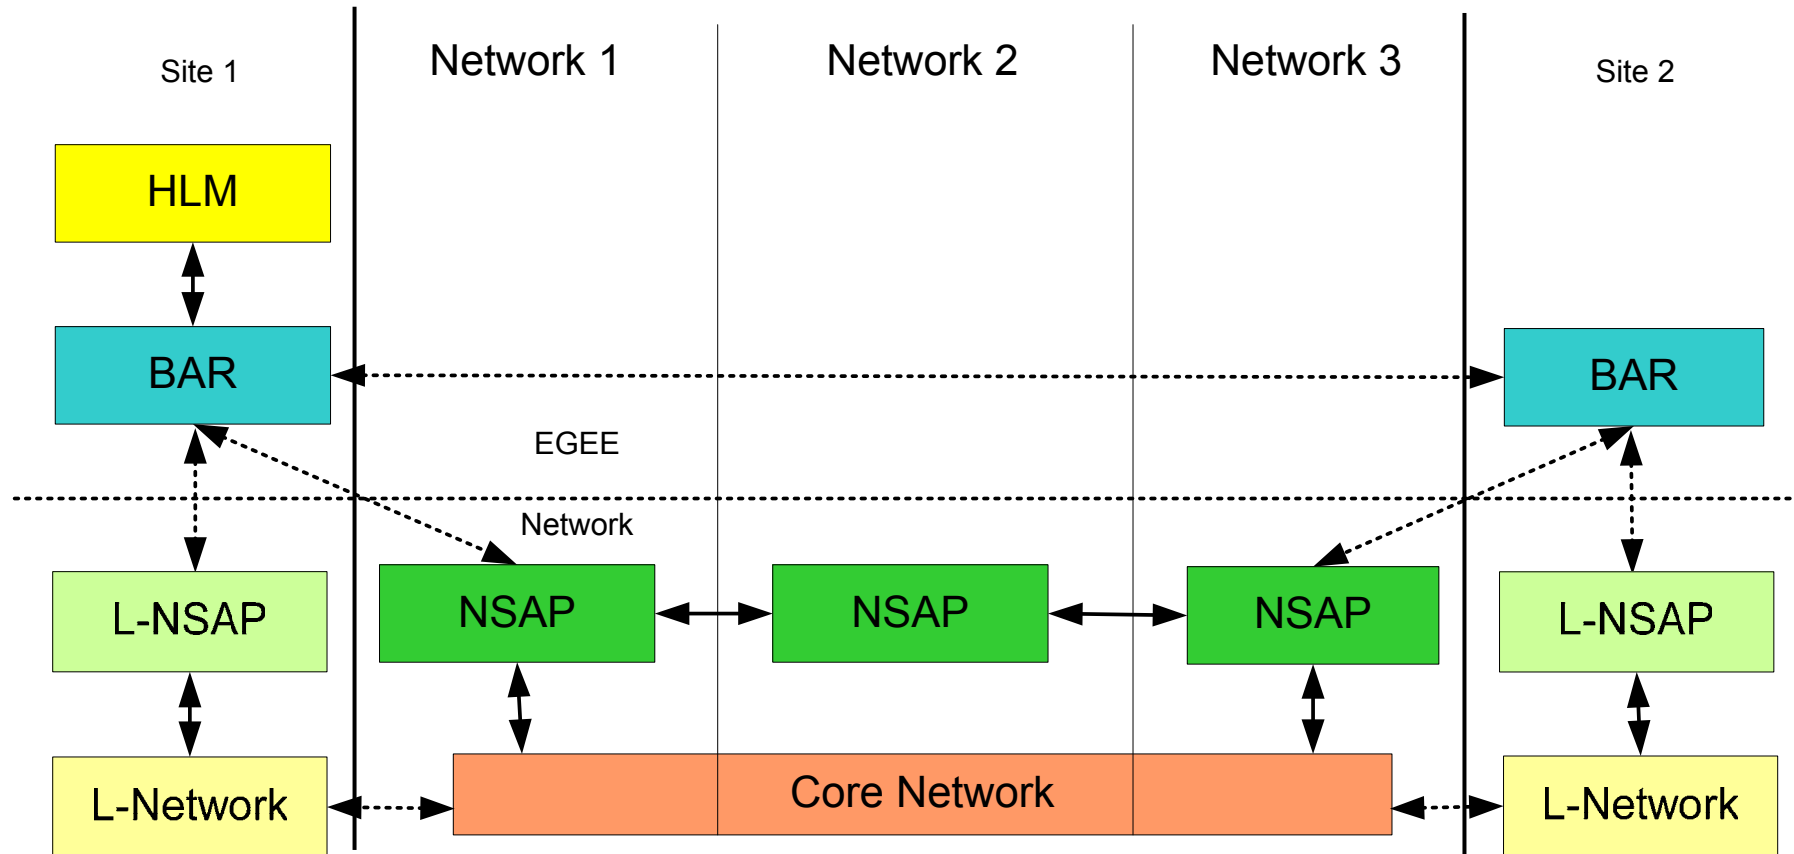 Site 1
Network 1
Network 2
Network 3
Site 2
HLM
BAR
BAR
EGEE
Network
L-NSAP
NSAP
NSAP
NSAP
L-NSAP
L-Network
Core Network
L-Network